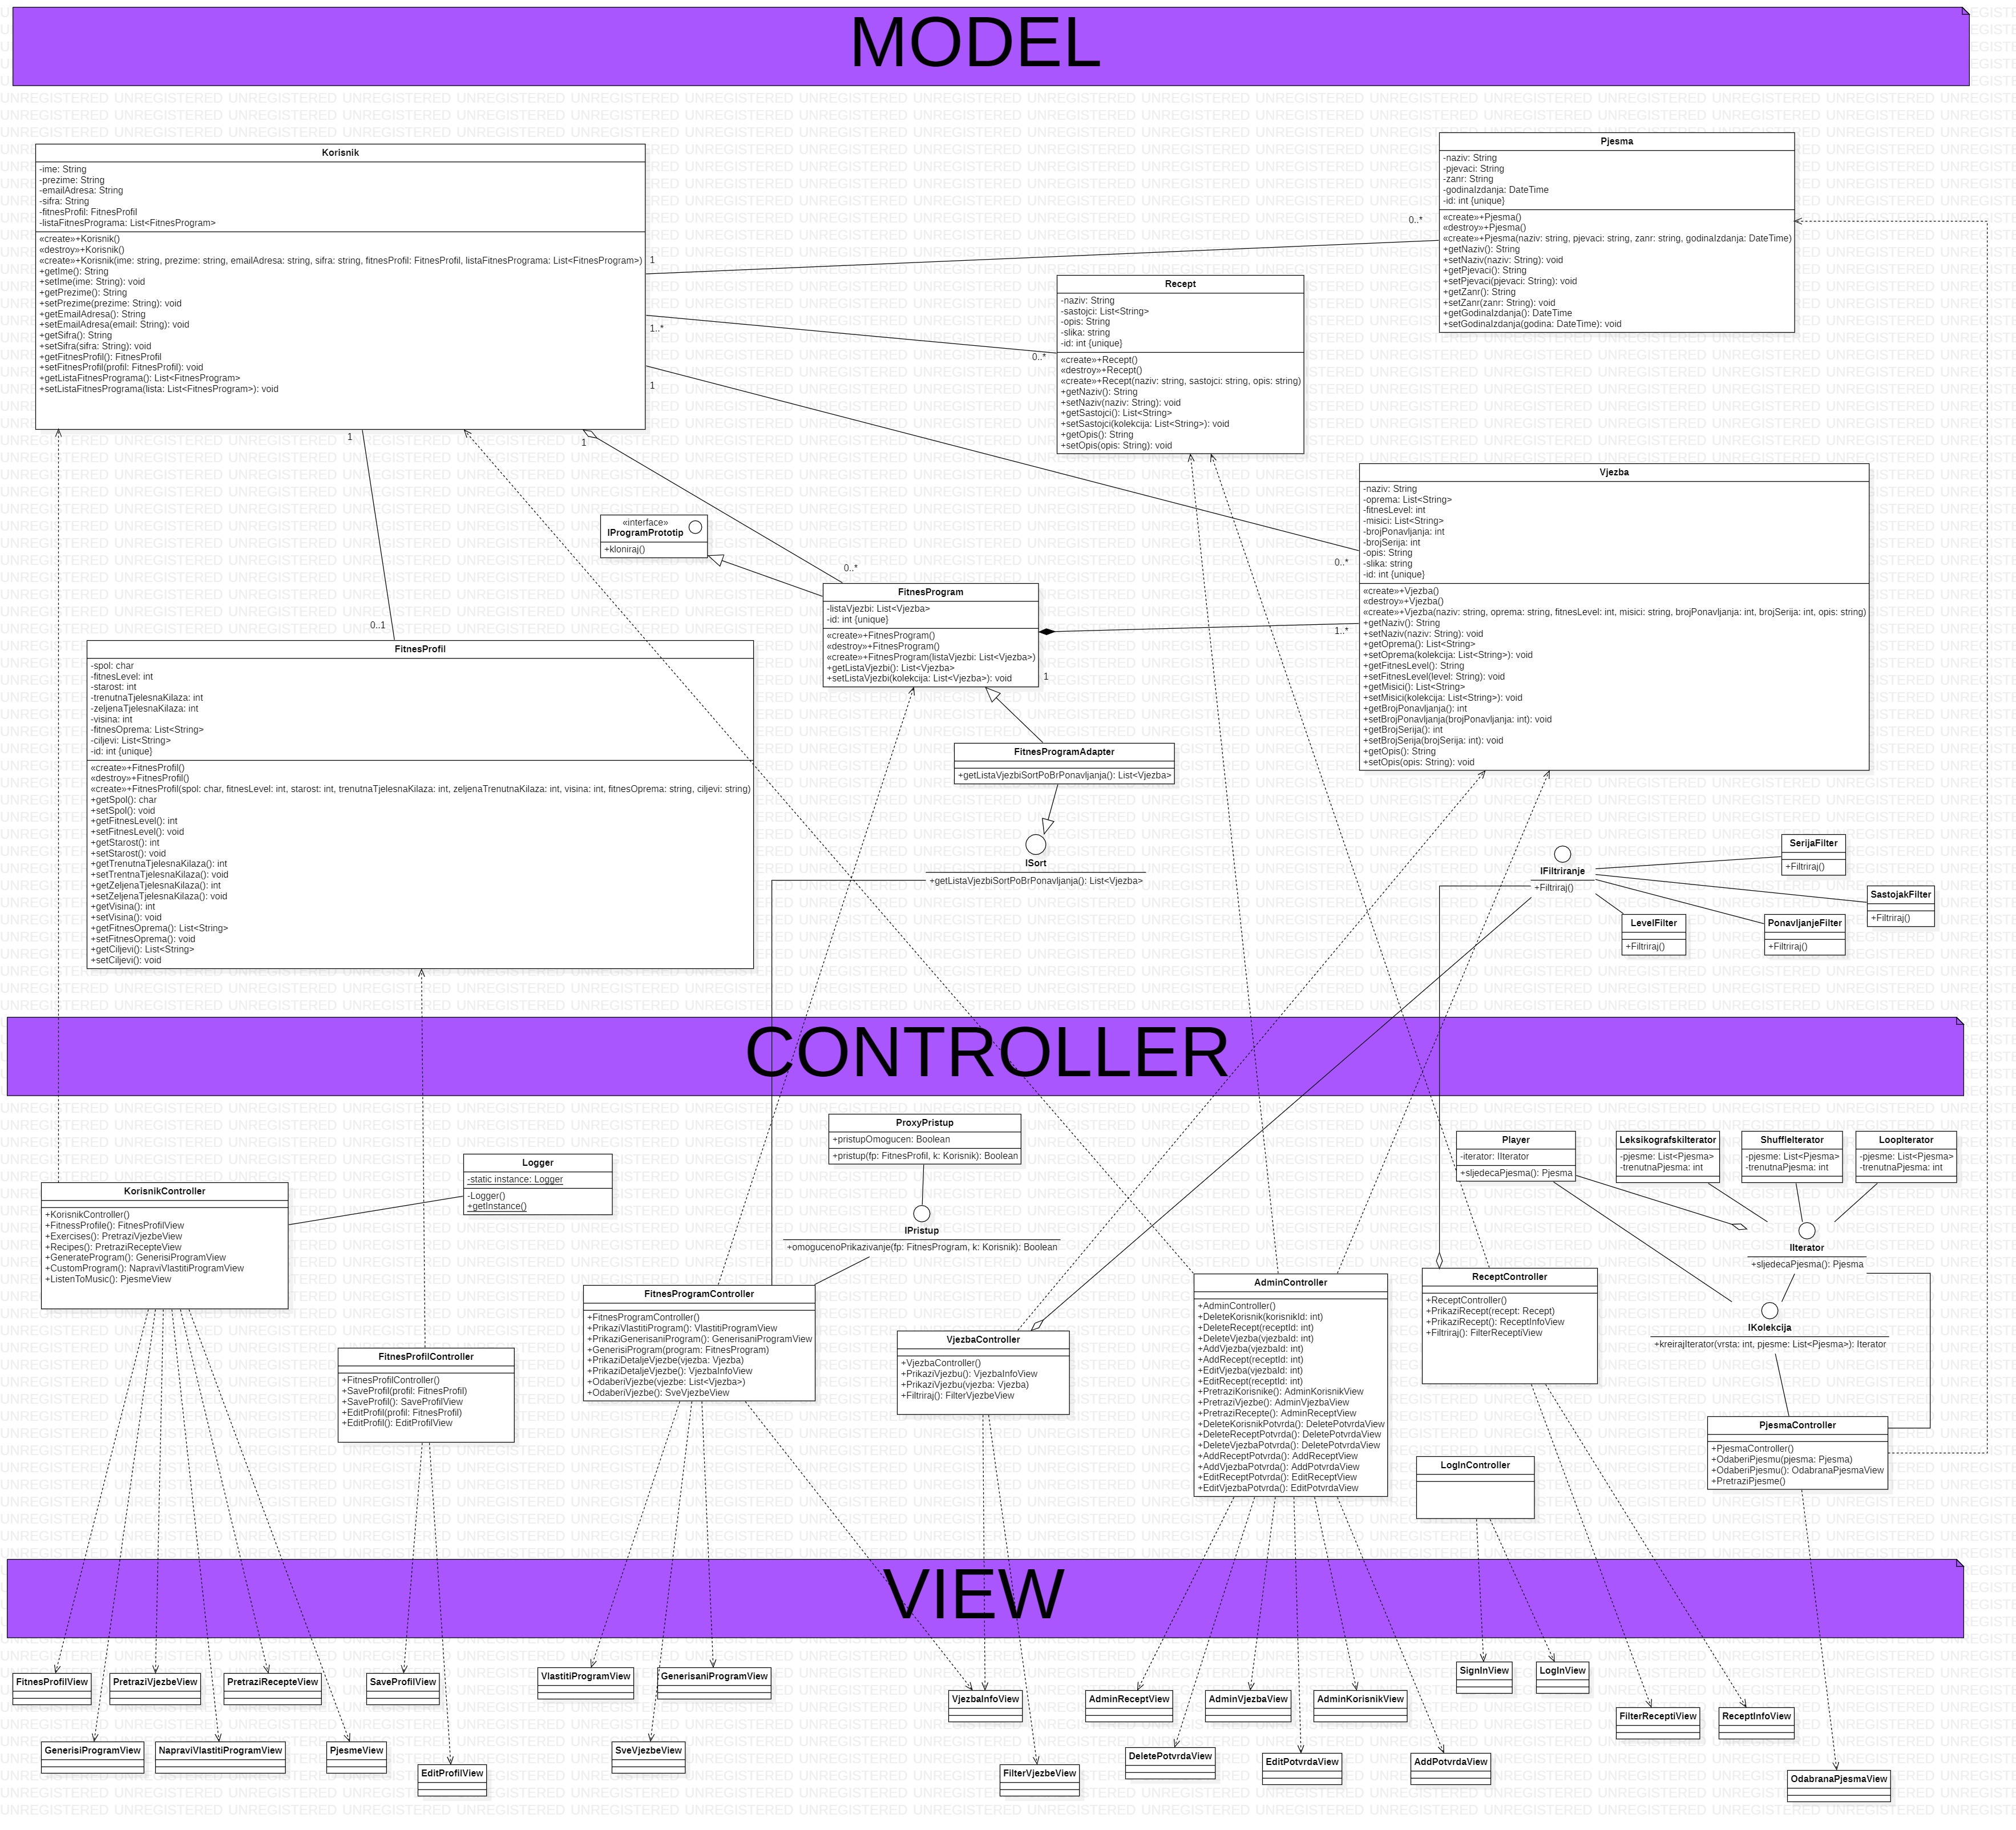 MODEL
Korisnik
-ime: String
-prezime: String
-emailAdresa: String
-sifra: String
-fitnesProfil: FitnesProfil
-listaFitnesPrograma: List<FitnesProgram>
«create»+Korisnik()
«destroy»+Korisnik()
«create»+Korisnik(ime: string, prezime: string, emailAdresa: string, sifra: string, fitnesProfil: FitnesProfil, listaFitnesPrograma: List<FitnesProgram>)
+getIme(): String
+setIme(ime: String): void
+getPrezime(): String
+setPrezime(prezime: String): void
+getEmailAdresa(): String
+setEmailAdresa(email: String): void
+getSifra(): String
+setSifra(sifra: String): void
+getFitnesProfil(): FitnesProfil
+setFitnesProfil(profil: FitnesProfil): void
+getListaFitnesPrograma(): List<FitnesProgram>
+setListaFitnesPrograma(lista: List<FitnesProgram>): void
Pjesma
-naziv: String
-pjevaci: String
-zanr: String
-godinaIzdanja: DateTime
-id: int {unique}
«create»+Pjesma()
«destroy»+Pjesma()
«create»+Pjesma(naziv: string, pjevaci: string, zanr: string, godinaIzdanja: DateTime)
+getNaziv(): String
+setNaziv(naziv: String): void
+getPjevaci(): String
+setPjevaci(pjevaci: String): void
+getZanr(): String
+setZanr(zanr: String): void
+getGodinaIzdanja(): DateTime
+setGodinaIzdanja(godina: DateTime): void
0..*
1
1..*
0..*
1
0..*
1
0..1
1
0..*
1..*
1
Recept
-naziv: String
-sastojci: List<String>
-opis: String
-slika: string
-id: int {unique}
«create»+Recept()
«destroy»+Recept()
«create»+Recept(naziv: string, sastojci: string, opis: string)
+getNaziv(): String
+setNaziv(naziv: String): void
+getSastojci(): List<String>
+setSastojci(kolekcija: List<String>): void
+getOpis(): String
+setOpis(opis: String): void
Vjezba
-naziv: String
-oprema: List<String>
-fitnesLevel: int
-misici: List<String>
-brojPonavljanja: int
-brojSerija: int
-opis: String
-slika: string
-id: int {unique}
«create»+Vjezba()
«destroy»+Vjezba()
«create»+Vjezba(naziv: string, oprema: string, fitnesLevel: int, misici: string, brojPonavljanja: int, brojSerija: int, opis: string)
+getNaziv(): String
+setNaziv(naziv: String): void
+getOprema(): List<String>
+setOprema(kolekcija: List<String>): void
+getFitnesLevel(): String
+setFitnesLevel(level: String): void
+getMisici(): List<String>
+setMisici(kolekcija: List<String>): void
+getBrojPonavljanja(): int
+setBrojPonavljanja(brojPonavljanja: int): void
+getBrojSerija(): int
+setBrojSerija(brojSerija: int): void
+getOpis(): String
+setOpis(opis: String): void
«interface»
IProgramPrototip
+kloniraj()
FitnesProgram
-listaVjezbi: List<Vjezba>
-id: int {unique}
«create»+FitnesProgram()
«destroy»+FitnesProgram()
«create»+FitnesProgram(listaVjezbi: List<Vjezba>)
+getListaVjezbi(): List<Vjezba>
+setListaVjezbi(kolekcija: List<Vjezba>): void
FitnesProfil
-spol: char
-fitnesLevel: int
-starost: int
-trenutnaTjelesnaKilaza: int
-zeljenaTjelesnaKilaza: int
-visina: int
-fitnesOprema: List<String>
-ciljevi: List<String>
-id: int {unique}
«create»+FitnesProfil()
«destroy»+FitnesProfil()
«create»+FitnesProfil(spol: char, fitnesLevel: int, starost: int, trenutnaTjelesnaKilaza: int, zeljenaTrenutnaKilaza: int, visina: int, fitnesOprema: string, ciljevi: string)
+getSpol(): char
+setSpol(): void
+getFitnesLevel(): int
+setFitnesLevel(): void
+getStarost(): int
+setStarost(): void
+getTrenutnaTjelesnaKilaza(): int
+setTrentnaTjelesnaKilaza(): void
+getZeljenaTjelesnaKilaza(): int
+setZeljenaTjelesnaKilaza(): void
+getVisina(): int
+setVisina(): void
+getFitnesOprema(): List<String>
+setFitnesOprema(): void
+getCiljevi(): List<String>
+setCiljevi(): void
FitnesProgramAdapter
+getListaVjezbiSortPoBrPonavljanja(): List<Vjezba>
ISort
+getListaVjezbiSortPoBrPonavljanja(): List<Vjezba>
IFiltriranje
+Filtriraj()
SerijaFilter
+Filtriraj()
SastojakFilter
+Filtriraj()
LevelFilter
+Filtriraj()
PonavljanjeFilter
+Filtriraj()
CONTROLLER
ProxyPristup
+pristupOmogucen: Boolean
+pristup(fp: FitnesProfil, k: Korisnik): Boolean
IPristup
+omogucenoPrikazivanje(fp: FitnesProgram, k: Korisnik): Boolean
Logger
-static instance: Logger
-Logger()
+getInstance()
KorisnikController
+KorisnikController()
+FitnessProfile(): FitnesProfilView
+Exercises(): PretraziVjezbeView
+Recipes(): PretraziRecepteView
+GenerateProgram(): GenerisiProgramView
+CustomProgram(): NapraviVlastitiProgramView
+ListenToMusic(): PjesmeView
Player
-iterator: IIterator
+sljedecaPjesma(): Pjesma
LeksikografskiIterator
-pjesme: List<Pjesma>
-trenutnaPjesma: int
ShuffleIterator
-pjesme: List<Pjesma>
-trenutnaPjesma: int
LoopIterator
-pjesme: List<Pjesma>
-trenutnaPjesma: int
IIterator
+sljedecaPjesma(): Pjesma
IKolekcija
+kreirajIterator(vrsta: int, pjesme: List<Pjesma>): Iterator
FitnesProfilController
+FitnesProfilController()
+SaveProfil(profil: FitnesProfil)
+SaveProfil(): SaveProfilView
+EditProfil(profil: FitnesProfil)
+EditProfil(): EditProfilView
FitnesProgramController
+FitnesProgramController()
+PrikaziVlastitiProgram(): VlastitiProgramView
+PrikaziGenerisaniProgram(): GenerisaniProgramView
+GenerisiProgram(program: FitnesProgram)
+PrikaziDetaljeVjezbe(vjezba: Vjezba)
+PrikaziDetaljeVjezbe(): VjezbaInfoView
+OdaberiVjezbe(vjezbe: List<Vjezba>)
+OdaberiVjezbe(): SveVjezbeView
VjezbaController
+VjezbaController()
+PrikaziVjezbu(): VjezbaInfoView
+PrikaziVjezbu(vjezba: Vjezba)
+Filtriraj(): FilterVjezbeView
AdminController
+AdminController()
+DeleteKorisnik(korisnikId: int)
+DeleteRecept(receptId: int)
+DeleteVjezba(vjezbaId: int)
+AddVjezba(vjezbaId: int)
+AddRecept(receptId: int)
+EditVjezba(vjezbaId: int)
+EditRecept(receptId: int)
+PretraziKorisnike(): AdminKorisnikView
+PretraziVjezbe(): AdminVjezbaView
+PretraziRecepte(): AdminReceptView
+DeleteKorisnikPotvrda(): DeletePotvrdaView
+DeleteReceptPotvrda(): DeletePotvrdaView
+DeleteVjezbaPotvrda(): DeletePotvrdaView
+AddReceptPotvrda(): AddReceptView
+AddVjezbaPotvrda(): AddPotvrdaView
+EditReceptPotvrda(): EditReceptView
+EditVjezbaPotvrda(): EditPotvrdaView
ReceptController
+ReceptController()
+PrikaziRecept(recept: Recept)
+PrikaziRecept(): ReceptInfoView
+Filtriraj(): FilterReceptiView
LogInController
PjesmaController
+PjesmaController()
+OdaberiPjesmu(pjesma: Pjesma)
+OdaberiPjesmu(): OdabranaPjesmaView
+PretraziPjesme()
VIEW
FitnesProfilView
PretraziVjezbeView
PretraziRecepteView
SaveProfilView
VlastitiProgramView
GenerisaniProgramView
VjezbaInfoView
AdminReceptView
AdminVjezbaView
AdminKorisnikView
SignInView
LogInView
FilterReceptiView
ReceptInfoView
GenerisiProgramView
NapraviVlastitiProgramView
PjesmeView
EditProfilView
SveVjezbeView
FilterVjezbeView
DeletePotvrdaView
EditPotvrdaView
AddPotvrdaView
OdabranaPjesmaView